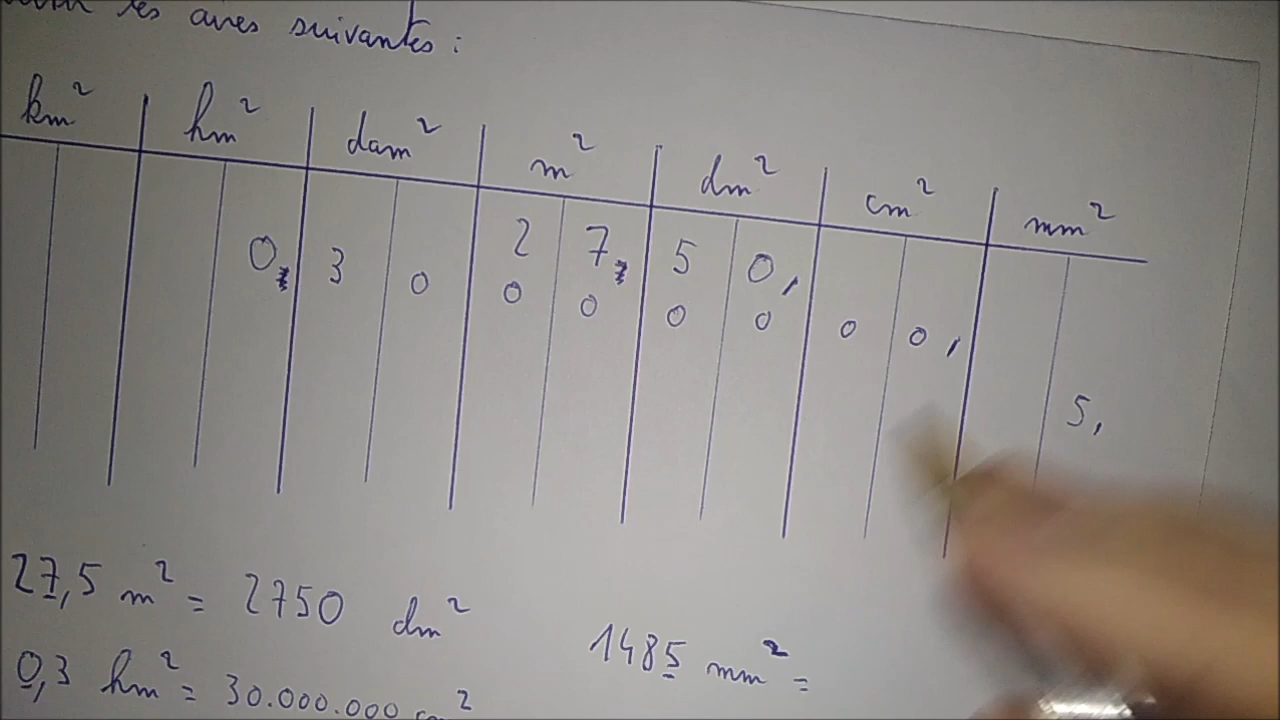 les aires suivantes :
km² hm² dam² m² dm² cm² mm²
0, 3 0 2 7, 5 0,
0 0 0 0 0 0,
5,
27,5 m² = 2750 dm²
1485 mm² =
0,3 hm² = 30.000.000 cm²